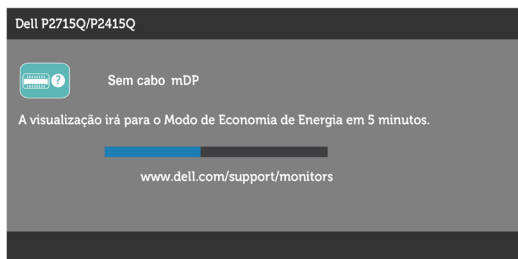 Dell P2715Q/P2415Q
?
Sem cabo mDP
A visualização irá para o Modo de Economia de Energia em 5 minutos.
www.dell.com/support/monitors